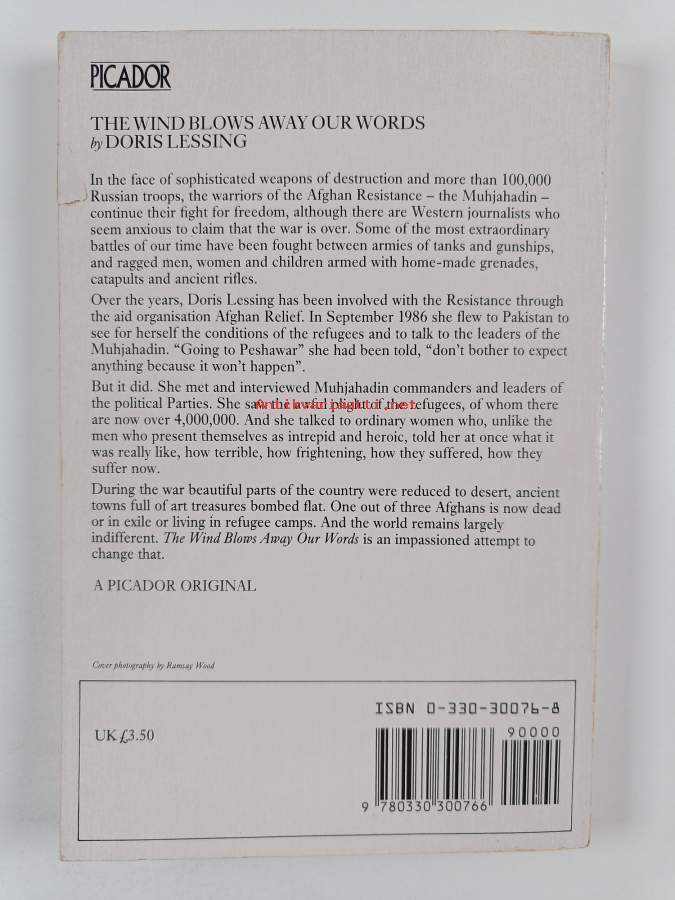 PICADOR
THE WIND BLOWS AWAY OUR WORDS
by DORIS LESSING
In the face of sophisticated weapons of destruction and more than 100,000
Russian troops, the warriors of the Afghan Resistance – the Muhjahadin –
continue their fight for freedom, although there are Western journalists who
seem anxious to claim that the war is over. Some of the most extraordinary
battles of our time have been fought between armies of tanks and gunships,
and ragged men, women and children armed with home-made grenades,
catapults and ancient rifles.
Over the years, Doris Lessing has been involved with the Resistance through
the aid organisation Afghan Relief. In September 1986 she flew to Pakistan to
see for herself the conditions of the refugees and to talk to the leaders of the
Muhjahadin. “Going to Peshawar” she had been told, “don’t bother to expect
anything because it won’t happen”.
But it did. She met and interviewed Muhjahadin commanders and leaders of
the political Parties. She saw the awful plight of the refugees, of whom there
are now over 4,000,000. And she talked to ordinary women who, unlike the
men who present themselves as intrepid and heroic, told her at once what it
was really like, how terrible, how frightening, how they suffered, how they
suffer now.
During the war beautiful parts of the country were reduced to desert, ancient
towns full of art treasures bombed flat. One out of three Afghans is now dead
or in exile or living in refugee camps. And the world remains largely
indifferent. The Wind Blows Away Our Words is an impassioned attempt to
change that.
A PICADOR ORIGINAL
Cover photography by Ramsay Wood
ISBN 0-330-30076-8
UK £3.50
90000
9 780330 300766